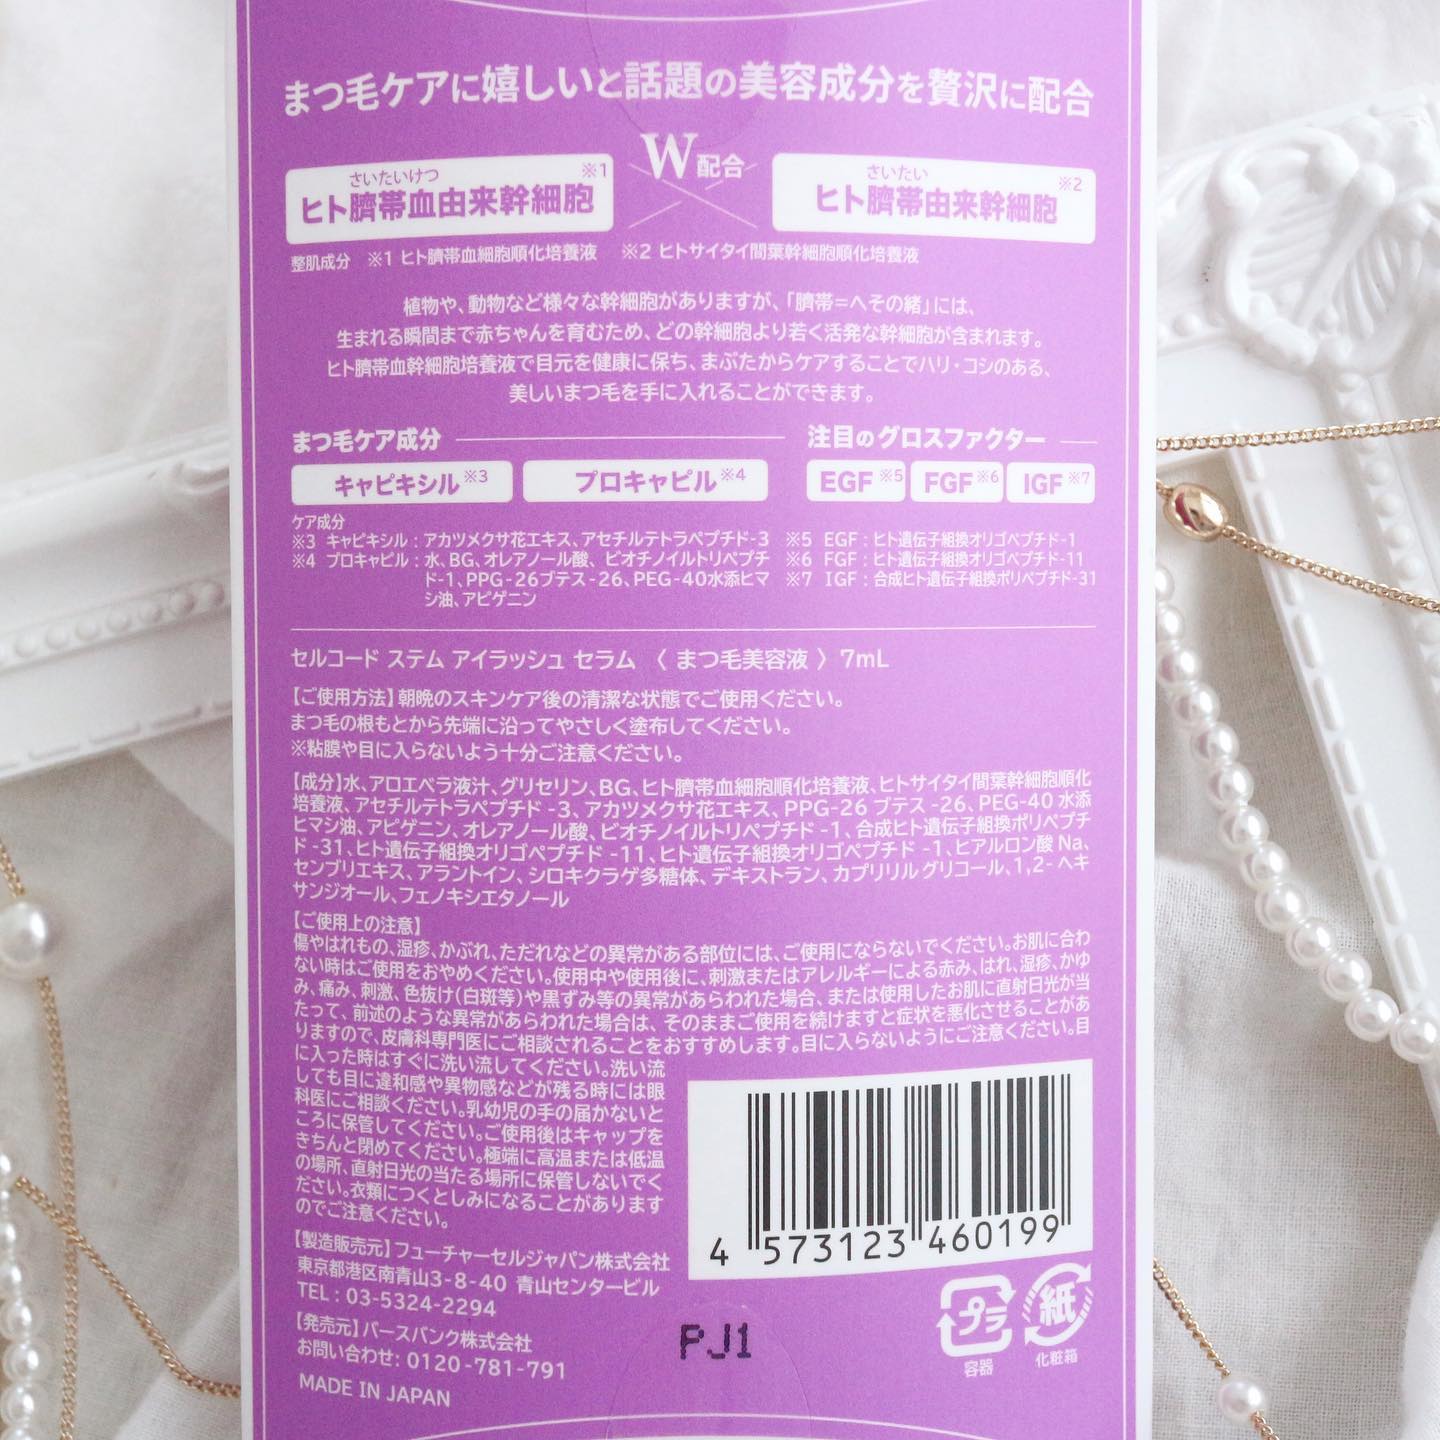 まつ毛ケアに嬉しいと話題の美容成分を贅沢に配合
さいたいけつ
ヒト臍帯血由来幹細胞※1
W配合
さいたい
ヒト臍帯由来幹細胞※2
整肌成分 ※1 ヒト臍帯血細胞順化培養液 ※2 ヒトサイタイ間葉幹細胞順化培養液
植物や、動物など様々な幹細胞がありますが、「臍帯=へその緒」には、
生まれる瞬間まで赤ちゃんを育むため、どの幹細胞より若く活発な幹細胞が含まれます。
ヒト臍帯血幹細胞培養液で目元を健康に保ち、まぶたからケアすることでハリ・コシのある、
美しいまつ毛を手に入れることができます。
まつ毛ケア成分
キャピキシル※3 プロキャピル※4
ケア成分
※3 キャピキシル : アカツメクサ花エキス、アセチルテトラペプチド-3
※4 プロキャピル : 水、BG、オレアノール酸、ビオチノイルトリペプチ
ド-1、PPG-26ブテス-26、PEG-40水添ヒマ
シ油、アピゲニン
注目のグロスファクター
EGF※5 FGF※6 IGF※7
※5 EGF : ヒト遺伝子組換オリゴペプチド-1
※6 FGF : ヒト遺伝子組換オリゴペプチド-11
※7 IGF : 合成ヒト遺伝子組換ポリペプチド-31
セルコード ステム アイラッシュ セラム 〈 まつ毛美容液 〉 7mL
【ご使用方法】朝晩のスキンケア後の清潔な状態でご使用ください。
まつ毛の根もとから先端に沿ってやさしく塗布してください。
※粘膜や目に入らないよう十分ご注意ください。
【成分】水、アロエベラ液汁、グリセリン、BG、ヒト臍帯血細胞順化培養液、ヒトサイタイ間葉幹細胞順化
培養液、アセチルテトラペプチド-3、アカツメクサ花エキス、PPG-26 ブテス-26、PEG-40 水添
ヒマシ油、アピゲニン、オレアノール酸、ビオチノイルトリペプチド-1、合成ヒト遺伝子組換ポリペプチ
ド-31、ヒト遺伝子組換オリゴペプチド-11、ヒト遺伝子組換オリゴペプチド-1、ヒアルロン酸Na、
センブリエキス、アラントイン、シロキクラゲ多糖体、デキストラン、カプリリルグリコール、1,2-ヘキ
サンジオール、フェノキシエタノール
【ご使用上の注意】
傷やはれもの、湿疹、かぶれ、ただれなどの異常がある部位には、ご使用にならないでください。お肌に合わ
ない時はご使用をおやめください。使用中や使用後に、刺激またはアレルギーによる赤み、はれ、湿疹、かゆ
み、痛み、刺激、色抜け(白斑等)や黒ずみ等の異常があらわれた場合、または使用したお肌に直射日光が当
たって、前述のような異常があらわれた場合は、そのままご使用を続けますと症状を悪化させることがあ
りますので、皮膚科専門医にご相談されることをおすすめします。目に入らないようにご注意ください。目
に入った時はすぐに洗い流してください。洗い流
しても目に違和感や異物感などが残る時には眼
科医にご相談ください。乳幼児の手の届かないと
ころに保管してください。ご使用後はキャップを
きちんと閉めてください。極端に高温または低温
の場所、直射日光の当たる場所に保管しないでく
ださい。衣類につくとしみになることがあります
のでご注意ください。
【製造販売元】フューチャーセルジャパン株式会社
東京都港区南青山3-8-40 青山センタービル
TEL : 03-5324-2294
【発売元】バースバンク株式会社
お問い合わせ: 0120-781-791
MADE IN JAPAN
4 573123 460199
PJ1
プラ
容器
紙
化粧箱